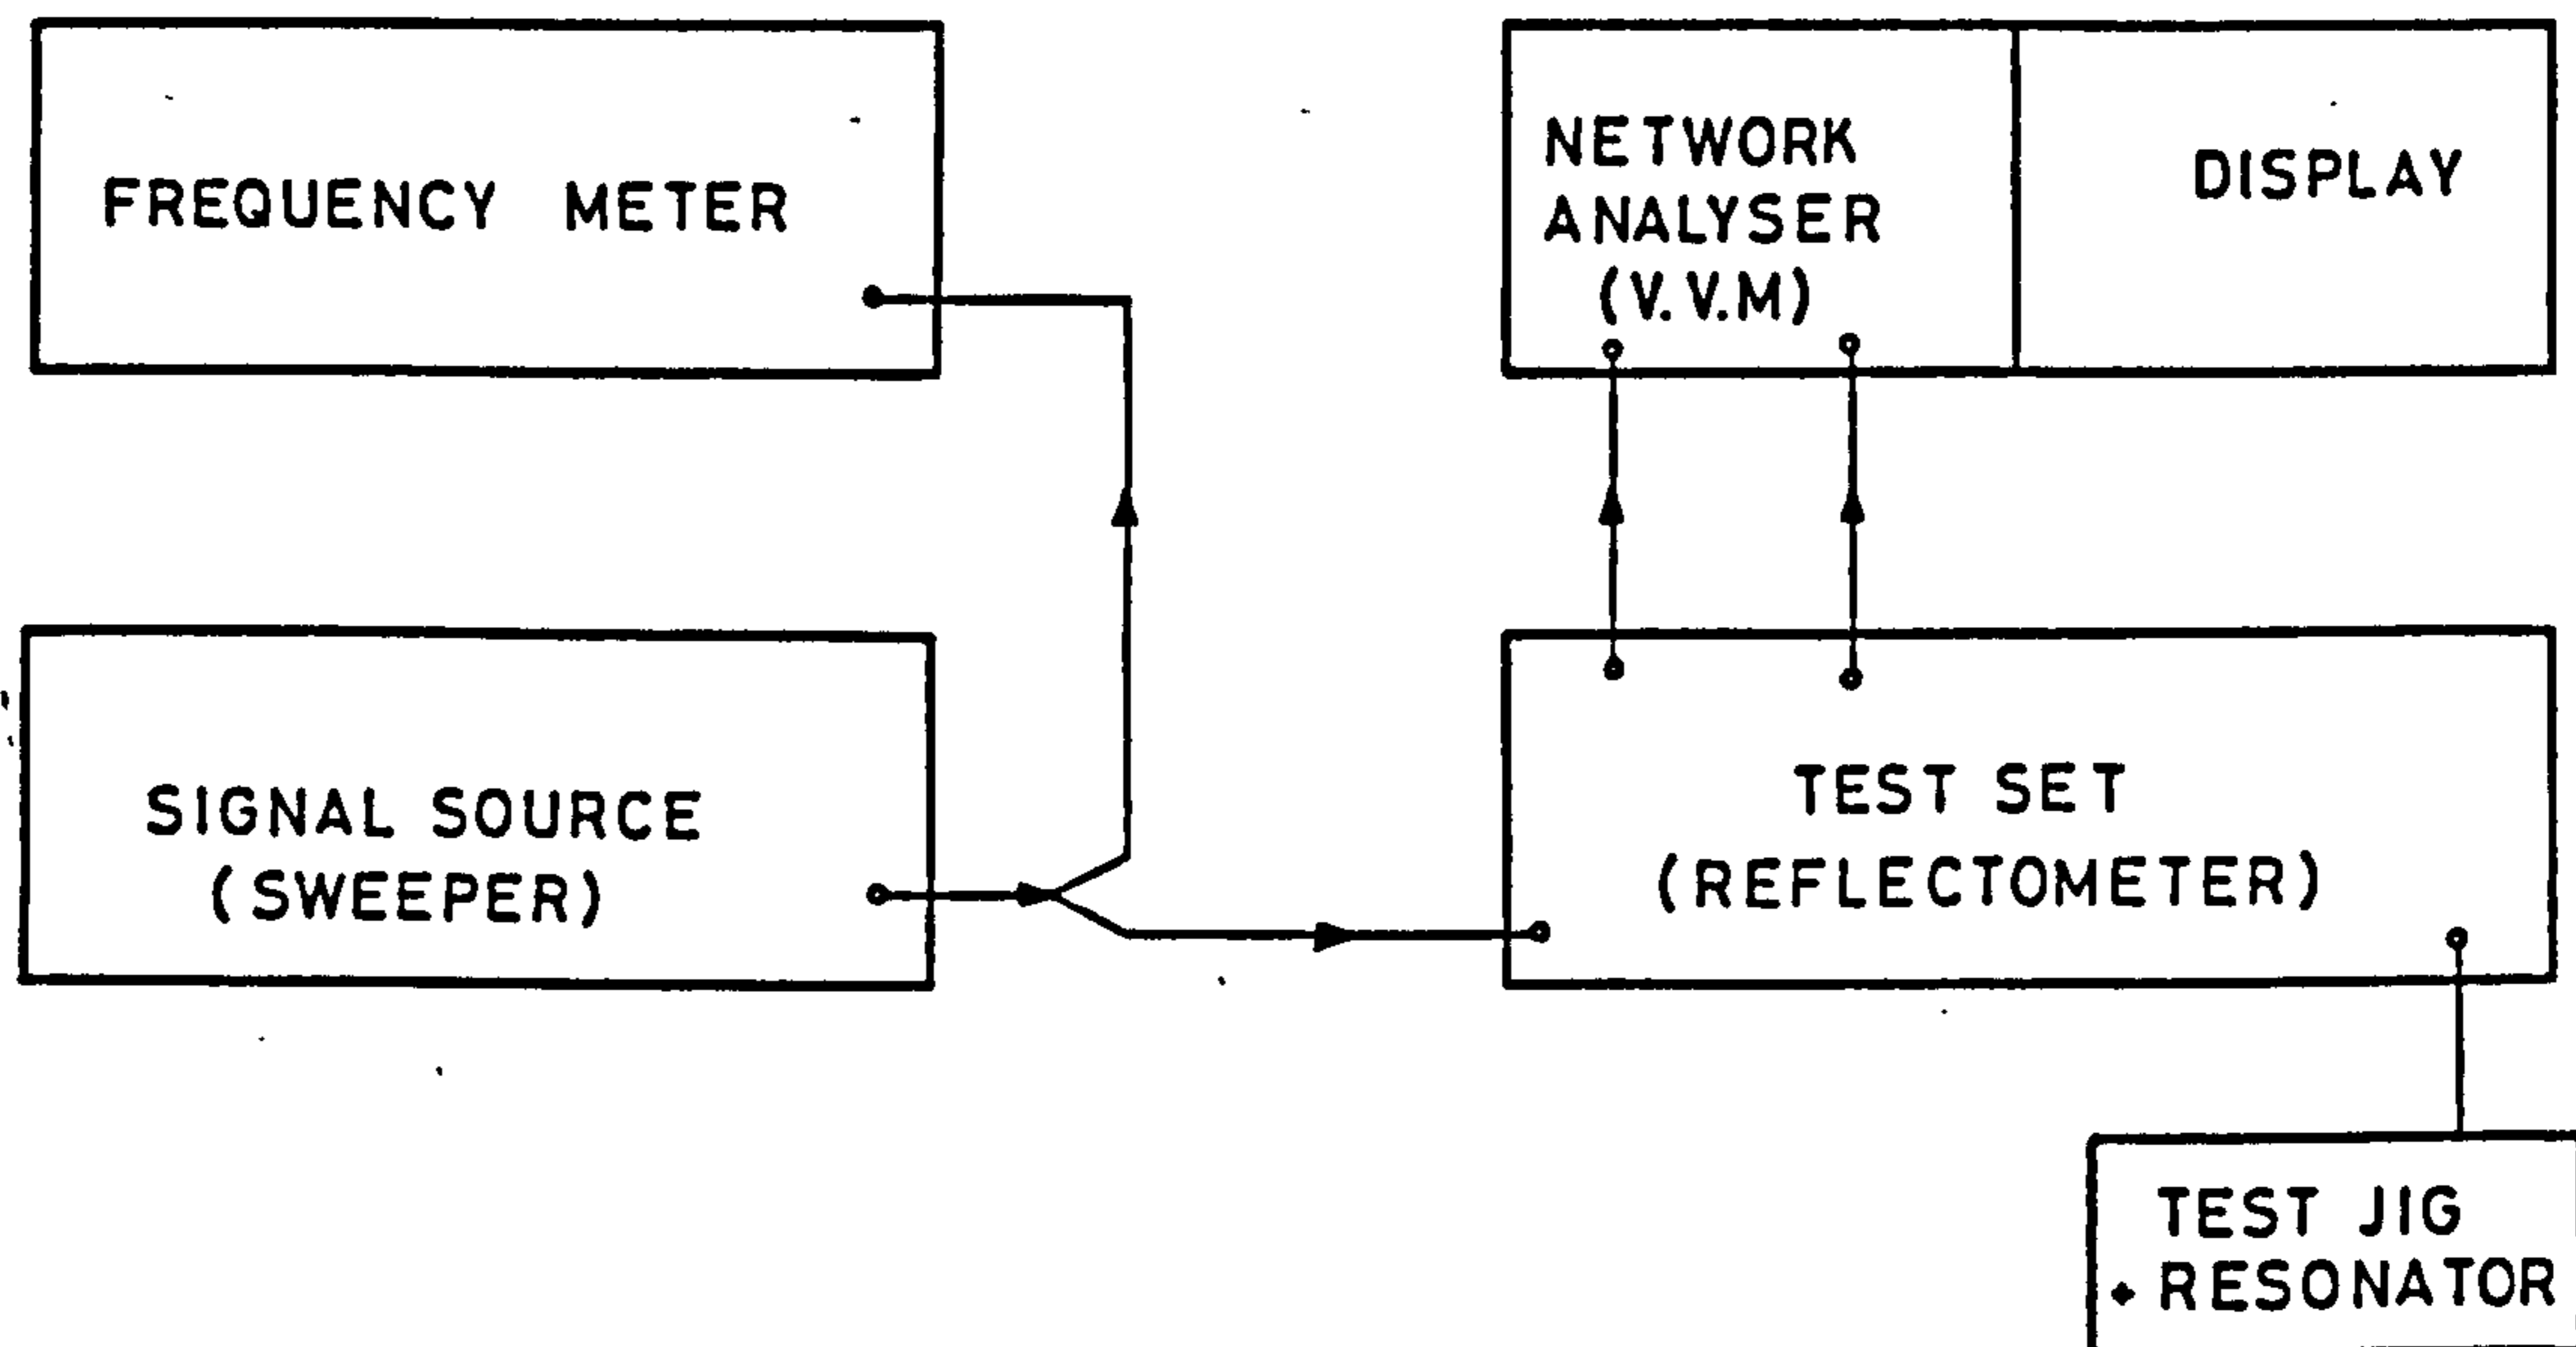 FREQUENCY METER
NETWORK
ANALYSER
(V.V.M)
DISPLAY
SIGNAL SOURCE
(SWEEPER)
TEST SET
(REFLECTOMETER)
TEST JIG
+ RESONATOR